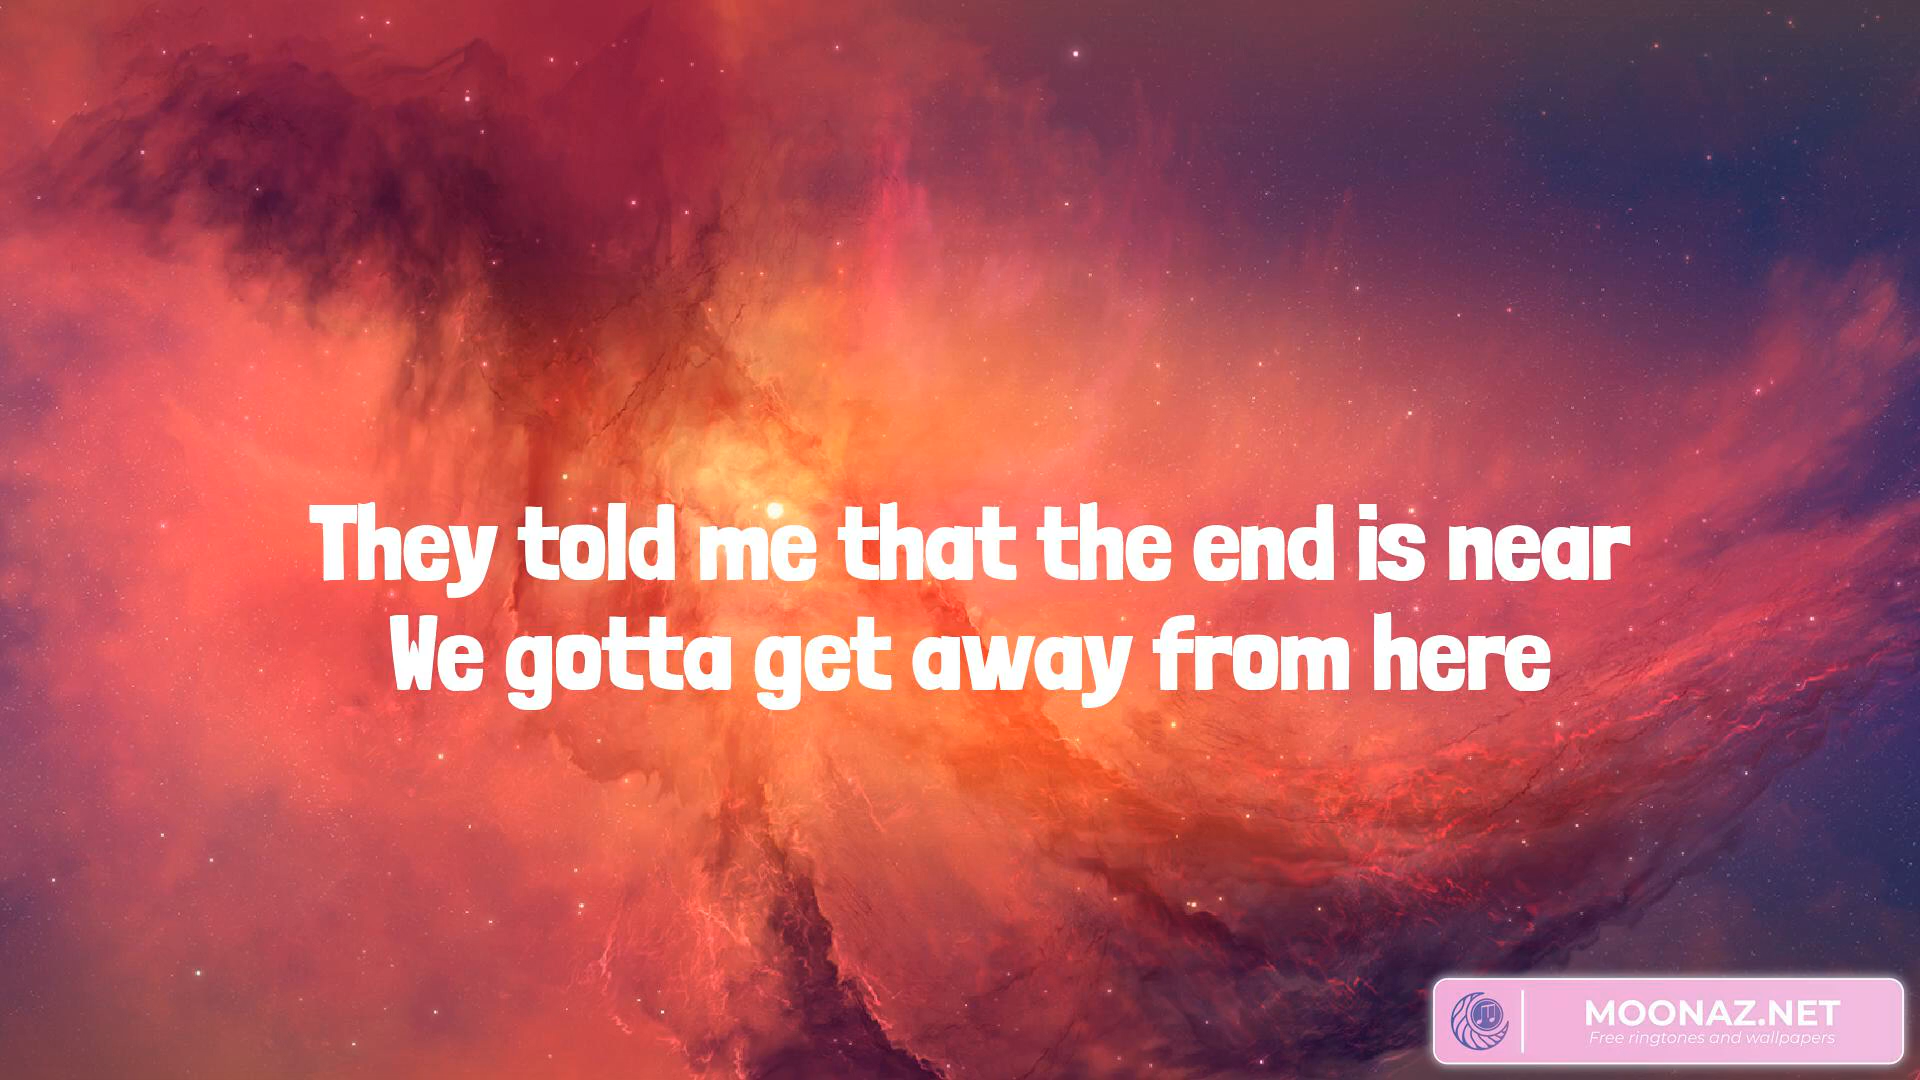 They told me that the end is near
We gotta get away from here
MOONAZ.NET
Free ringtones and wallpapers